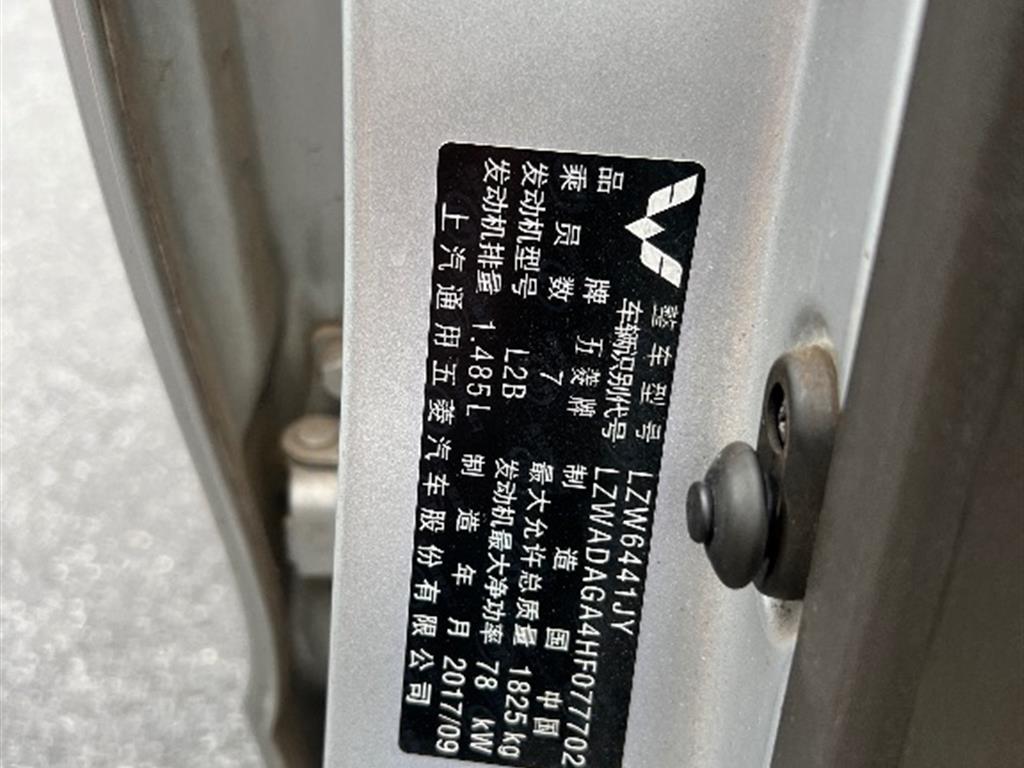 整车型号 LZW6441JY
车辆识别代号 LZWADAGA4HF077702
品牌 五菱牌 制造国 中国
乘员数 7 最大允许总质量 1825kg
发动机型号 L2B 发动机最大净功率 78 kW
发动机排量 1.485L 制造年月 2017/09
上汽通用五菱汽车股份有限公司